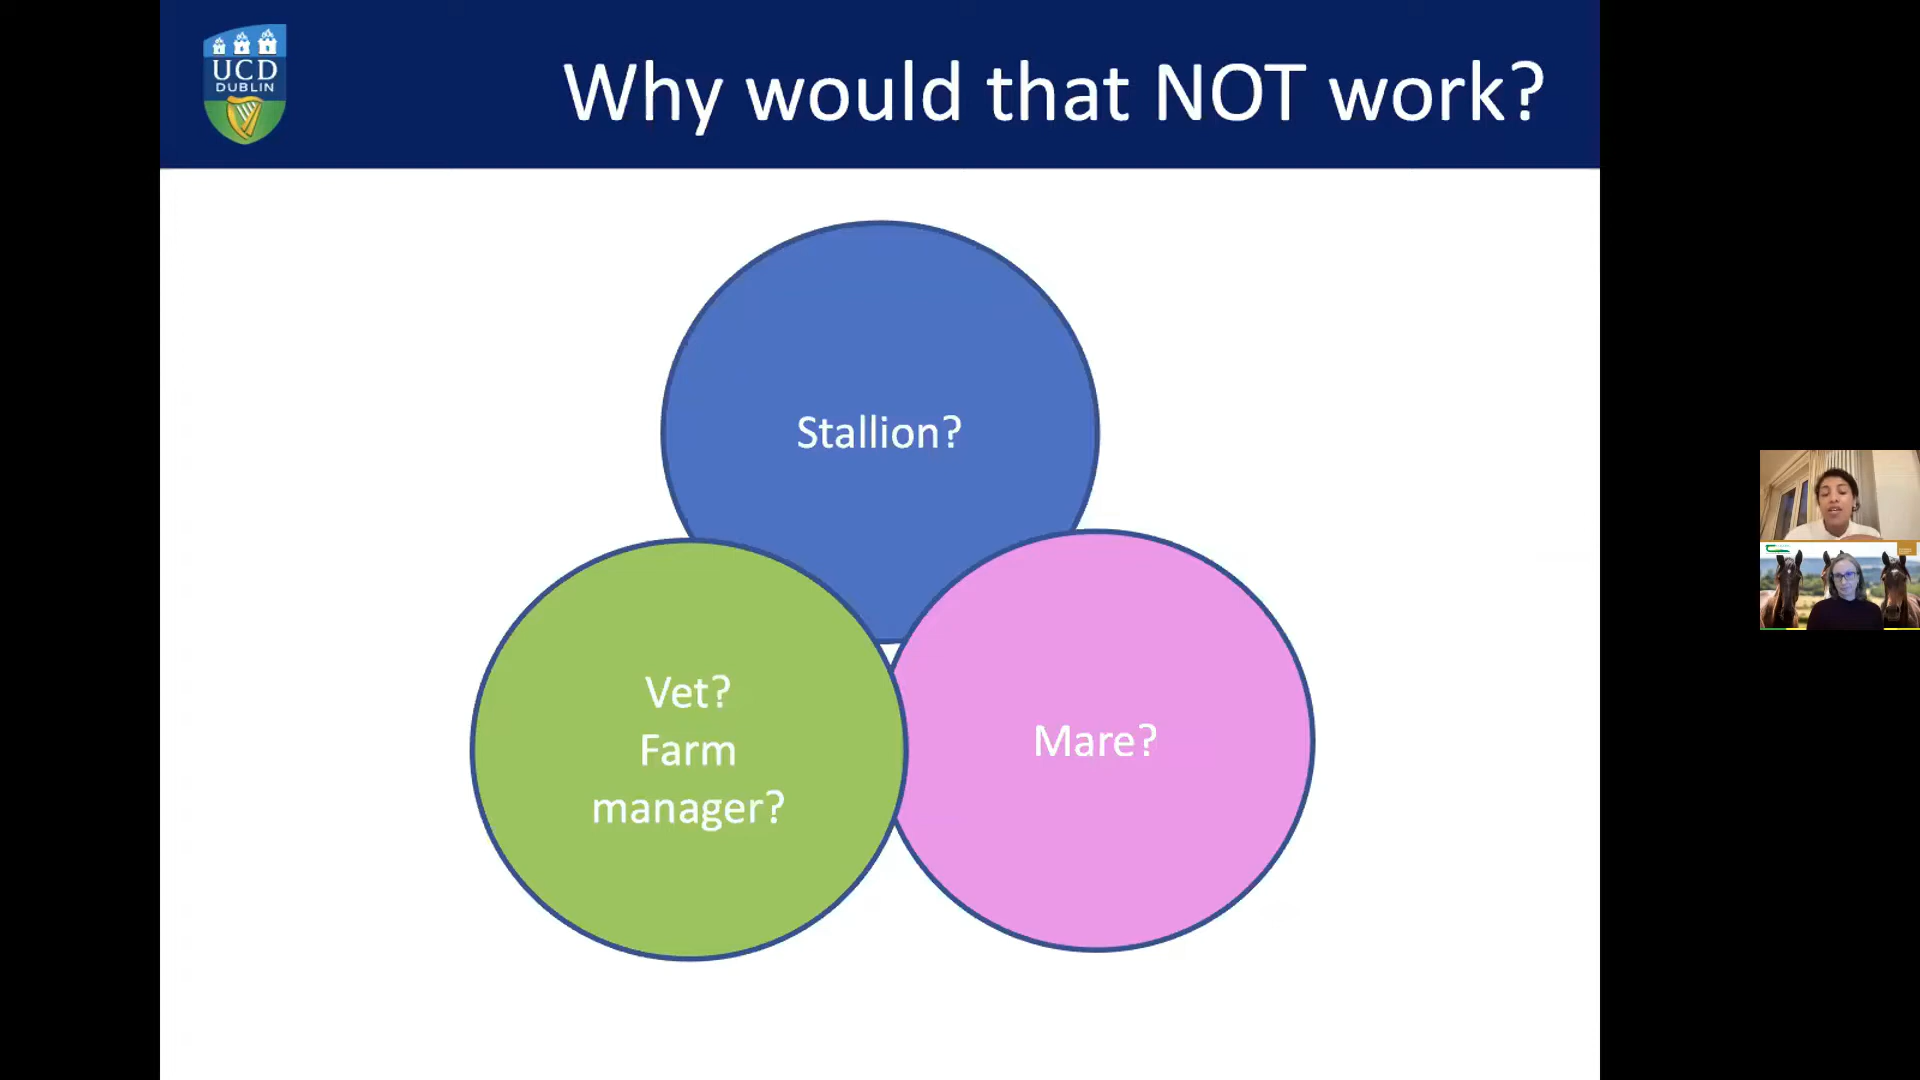 UCD
DUBLIN
Why would that NOT work?
Stallion?
Vet?
Farm
manager?
Mare?